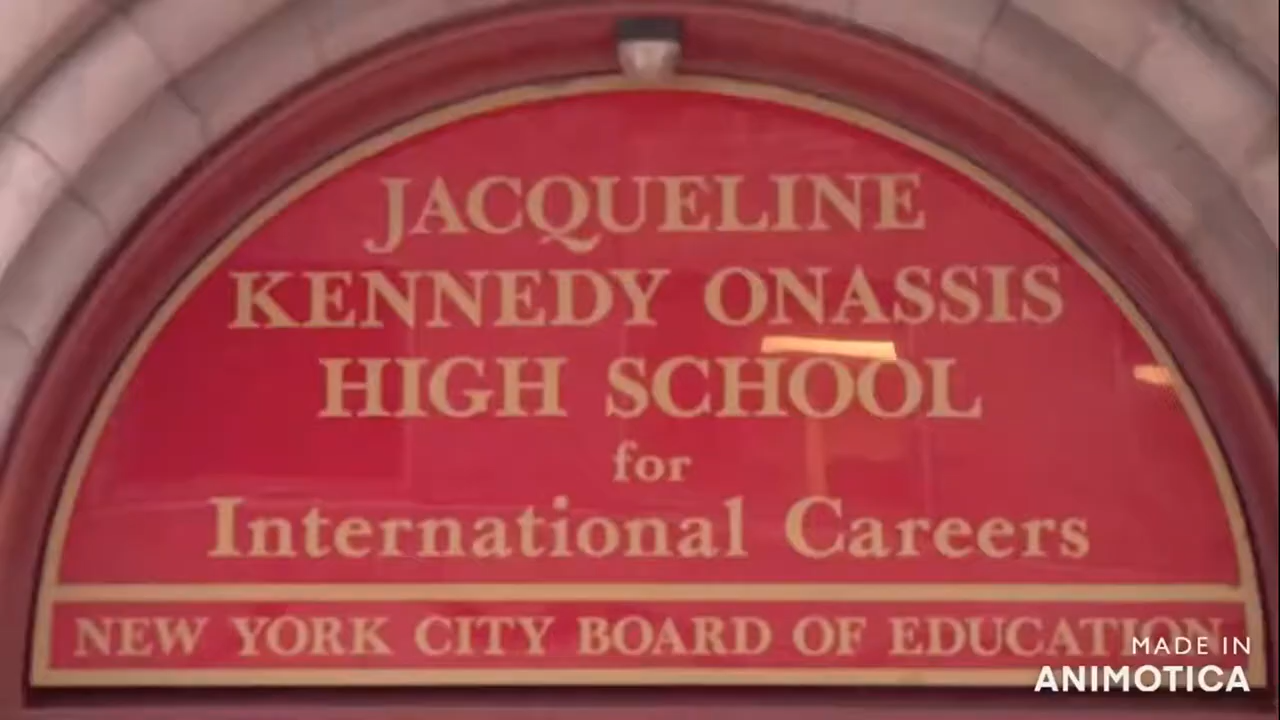 JACQUELINE
KENNEDY ONASSIS
HIGH SCHOOL
for
International Careers
NEW YORK CITY BOARD OF EDUCATION
MADE IN
ANIMOTICA